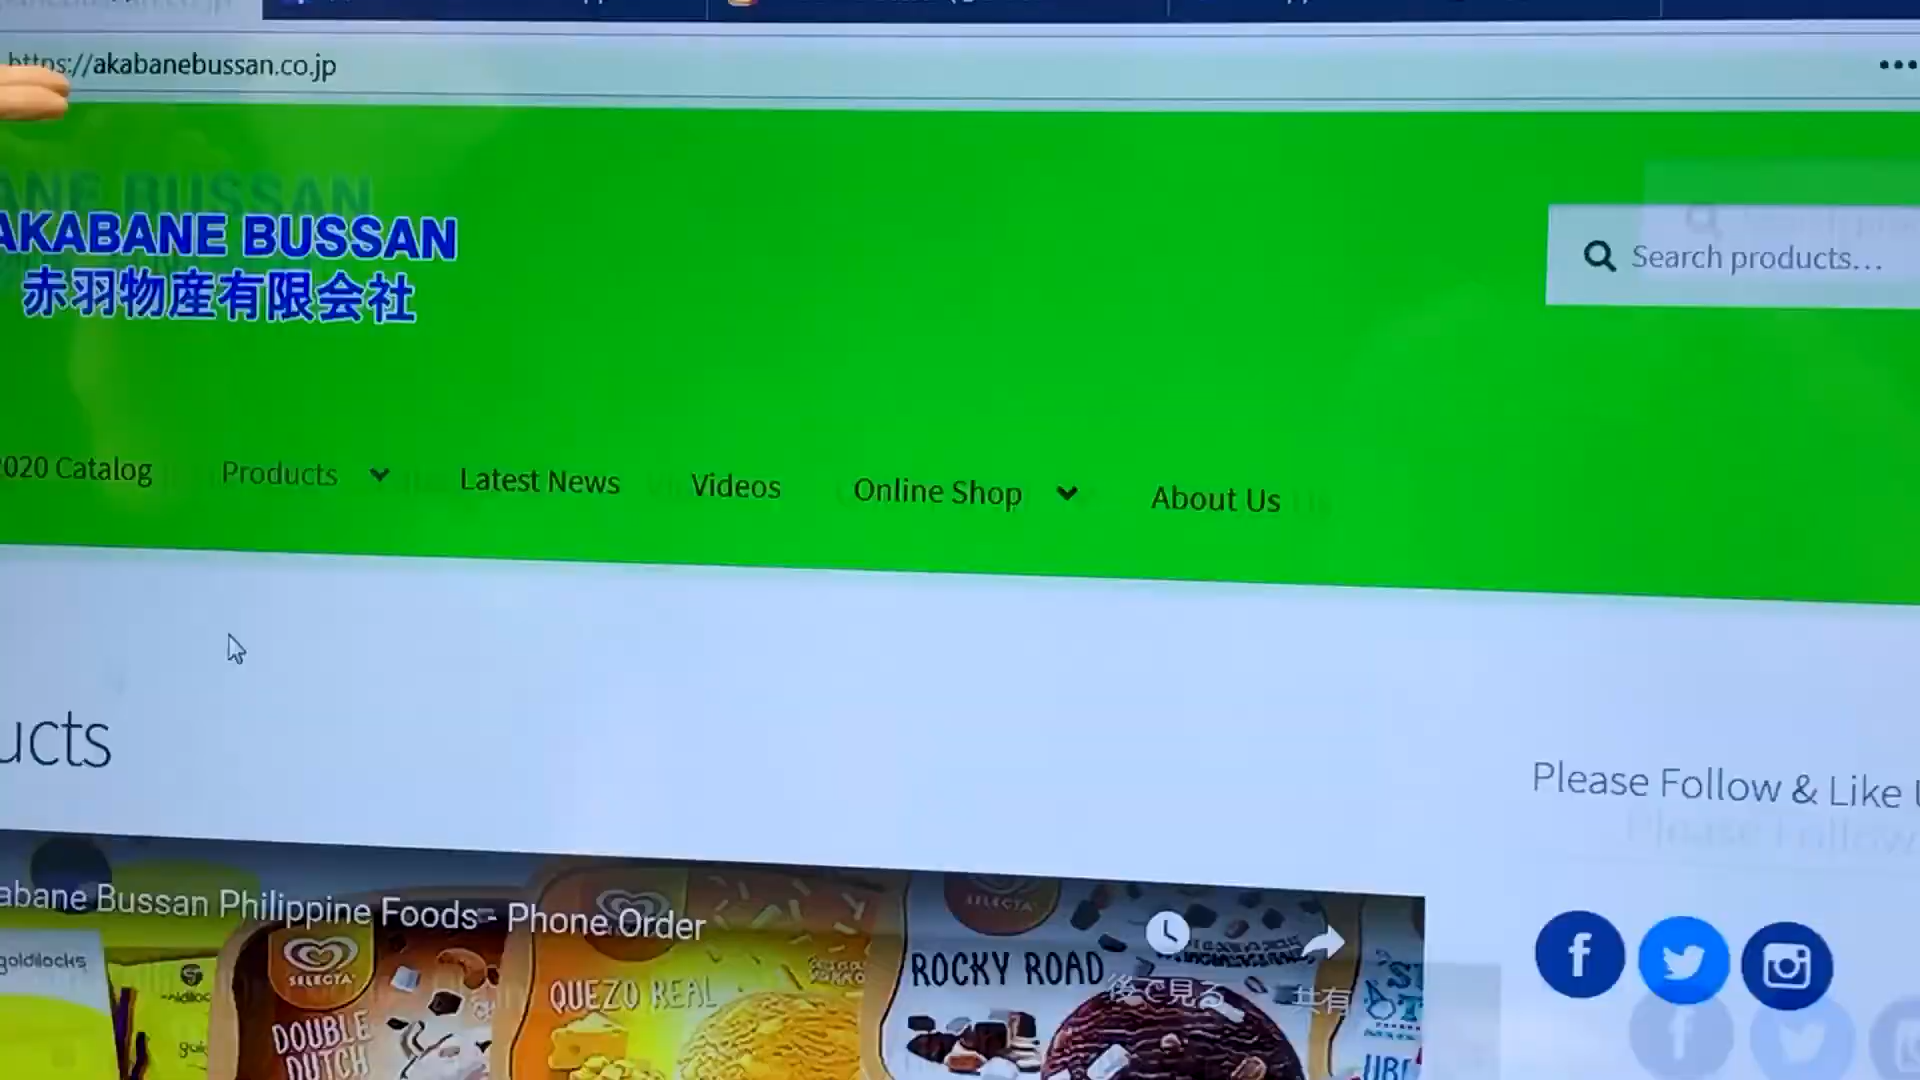 https://akabanebussan.co.jp
AKABANE BUSSAN
赤羽物産有限会社
Search products...
2020 Catalog
Products
Latest News
Videos
Online Shop
About Us
ucts
Please Follow & Like
abane Bussan Philippine Foods - Phone Order
後で見る
共有
goldilocks
SELECTA
DOUBLE
DUTCH
QUEZO REAL
SELECTA
ROCKY ROAD